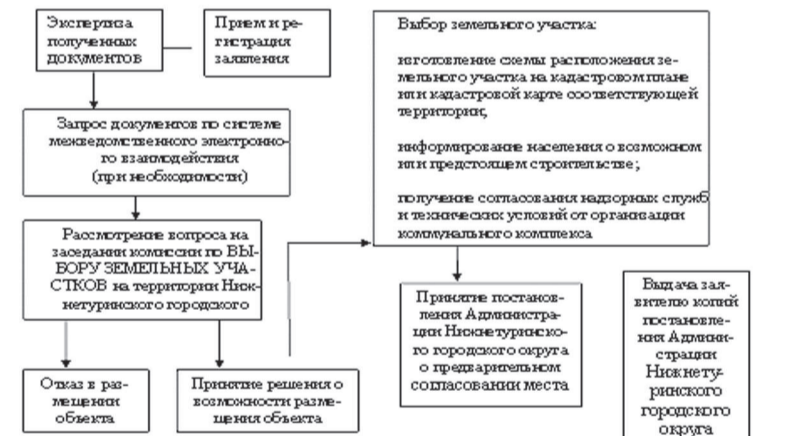 Экспертиза
полученных
документов
Прием и ре-
гистрация
заявления
Запрос документов по системе
межведомственного электронно-
го взаимодействия
(при необходимости)
Рассмотрение вопроса на
заседании комиссии по ВЫ-
БОРУ ЗЕМЕЛЬНЫХ УЧА-
СТКОВ на территории Ниж-
нетуринского городского
Отказ в раз-
мещении
объекта
Принятие решения о
возможности разме-
щения объекта
Выбор земельного участка:
изготовление схемы расположения зе-
мельного участка на кадастровом плане
или кадастровой карте соответствующей
территории;
информирование населения о возможном
или предстоящем строительстве;
получение согласования надзорных служб
и технических условий от организации
коммунального комплекса
Принятие постанов-
ления Администра-
ции Нижнетуринско-
го городского округа
о предварительном
согласовании места
Выдача зая-
вителю копий
постановле-
ния Админи-
страции
Нижнету-
ринского
городского
округа